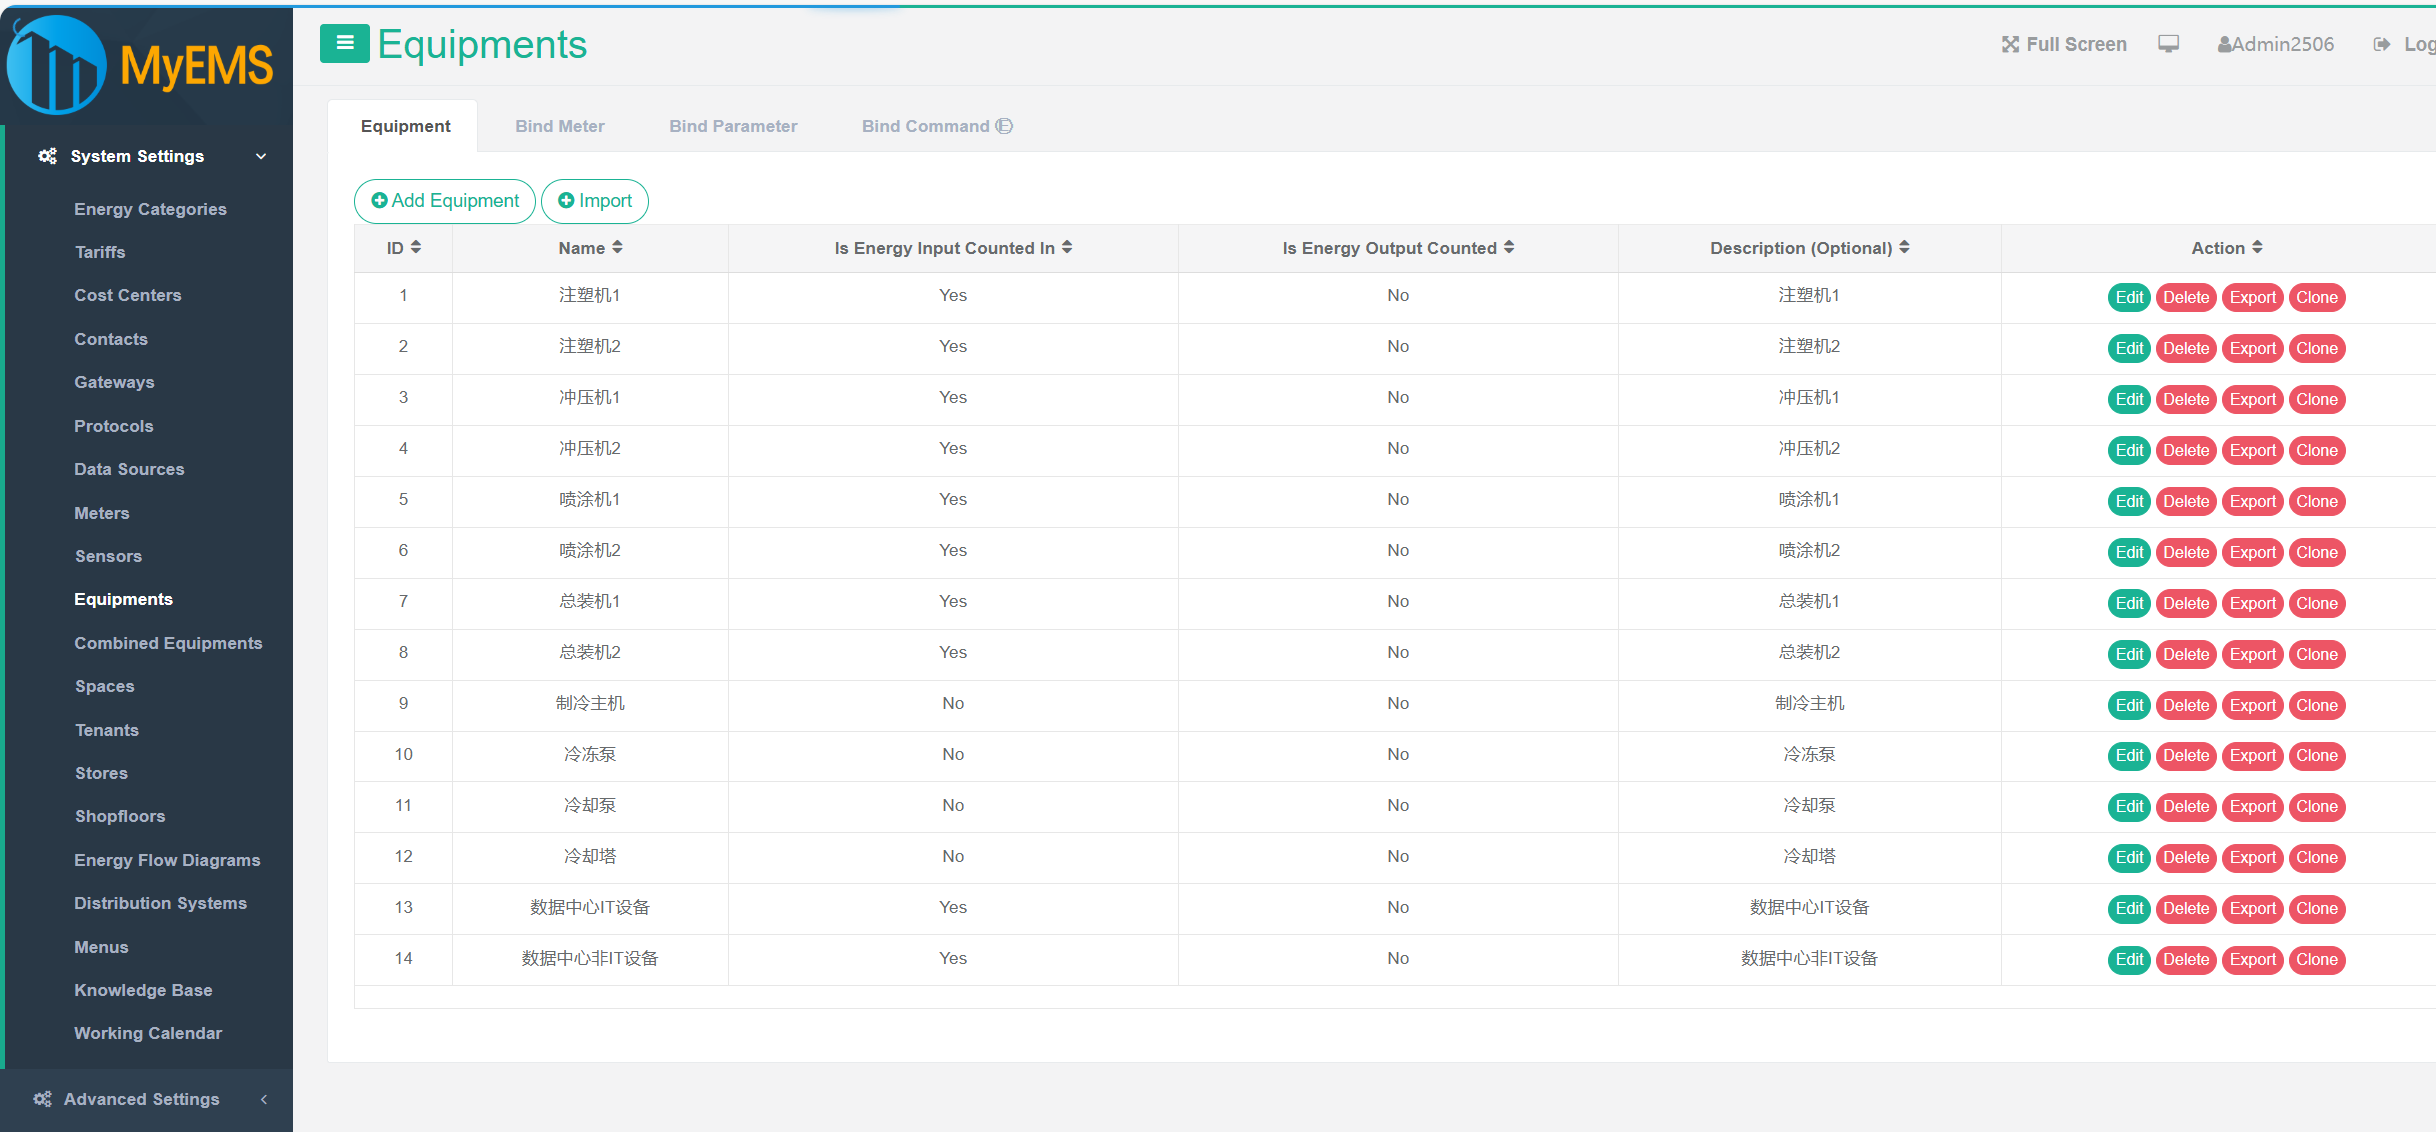 MyEMS
Equipments
Full Screen
Admin2506
Log
System Settings
Energy Categories
Tariffs
Cost Centers
Contacts
Gateways
Protocols
Data Sources
Meters
Sensors
Equipments
Combined Equipments
Spaces
Tenants
Stores
Shopfloors
Energy Flow Diagrams
Distribution Systems
Menus
Knowledge Base
Working Calendar
Advanced Settings
Equipment Bind Meter Bind Parameter Bind Command Ⓔ
Add Equipment Import
ID Name Is Energy Input Counted In Is Energy Output Counted Description (Optional) Action
1 注塑机1 Yes No 注塑机1 Edit Delete Export Clone
2 注塑机2 Yes No 注塑机2 Edit Delete Export Clone
3 冲压机1 Yes No 冲压机1 Edit Delete Export Clone
4 冲压机2 Yes No 冲压机2 Edit Delete Export Clone
5 喷涂机1 Yes No 喷涂机1 Edit Delete Export Clone
6 喷涂机2 Yes No 喷涂机2 Edit Delete Export Clone
7 总装机1 Yes No 总装机1 Edit Delete Export Clone
8 总装机2 Yes No 总装机2 Edit Delete Export Clone
9 制冷主机 No No 制冷主机 Edit Delete Export Clone
10 冷冻泵 No No 冷冻泵 Edit Delete Export Clone
11 冷却泵 No No 冷却泵 Edit Delete Export Clone
12 冷却塔 No No 冷却塔 Edit Delete Export Clone
13 数据中心IT设备 Yes No 数据中心IT设备 Edit Delete Export Clone
14 数据中心非IT设备 Yes No 数据中心非IT设备 Edit Delete Export Clone